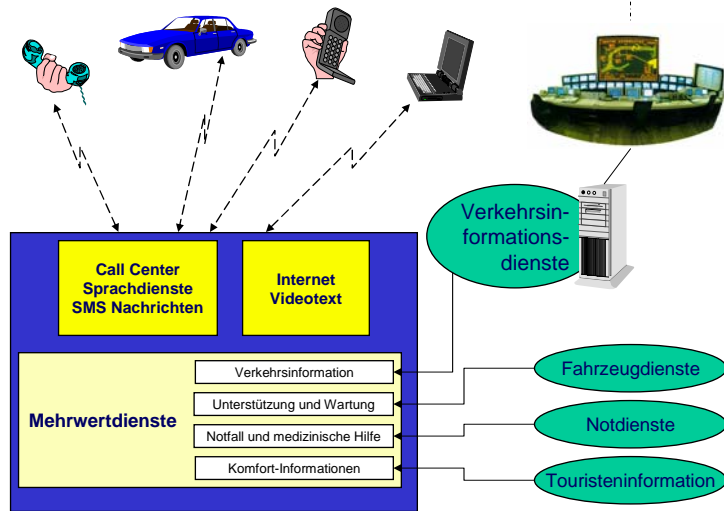 Verkehrsin-
formations-
dienste
Call Center
Sprachdienste
SMS Nachrichten
Internet
Videotext
Mehrwertdienste
Verkehrsinformation
Unterstützung und Wartung
Notfall und medizinische Hilfe
Komfort-Informationen
Fahrzeugdienste
Notdienste
Touristeninformation